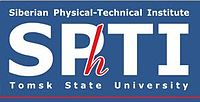 Siberian Physical-Technical Institute
SPhTI
Tomsk State University